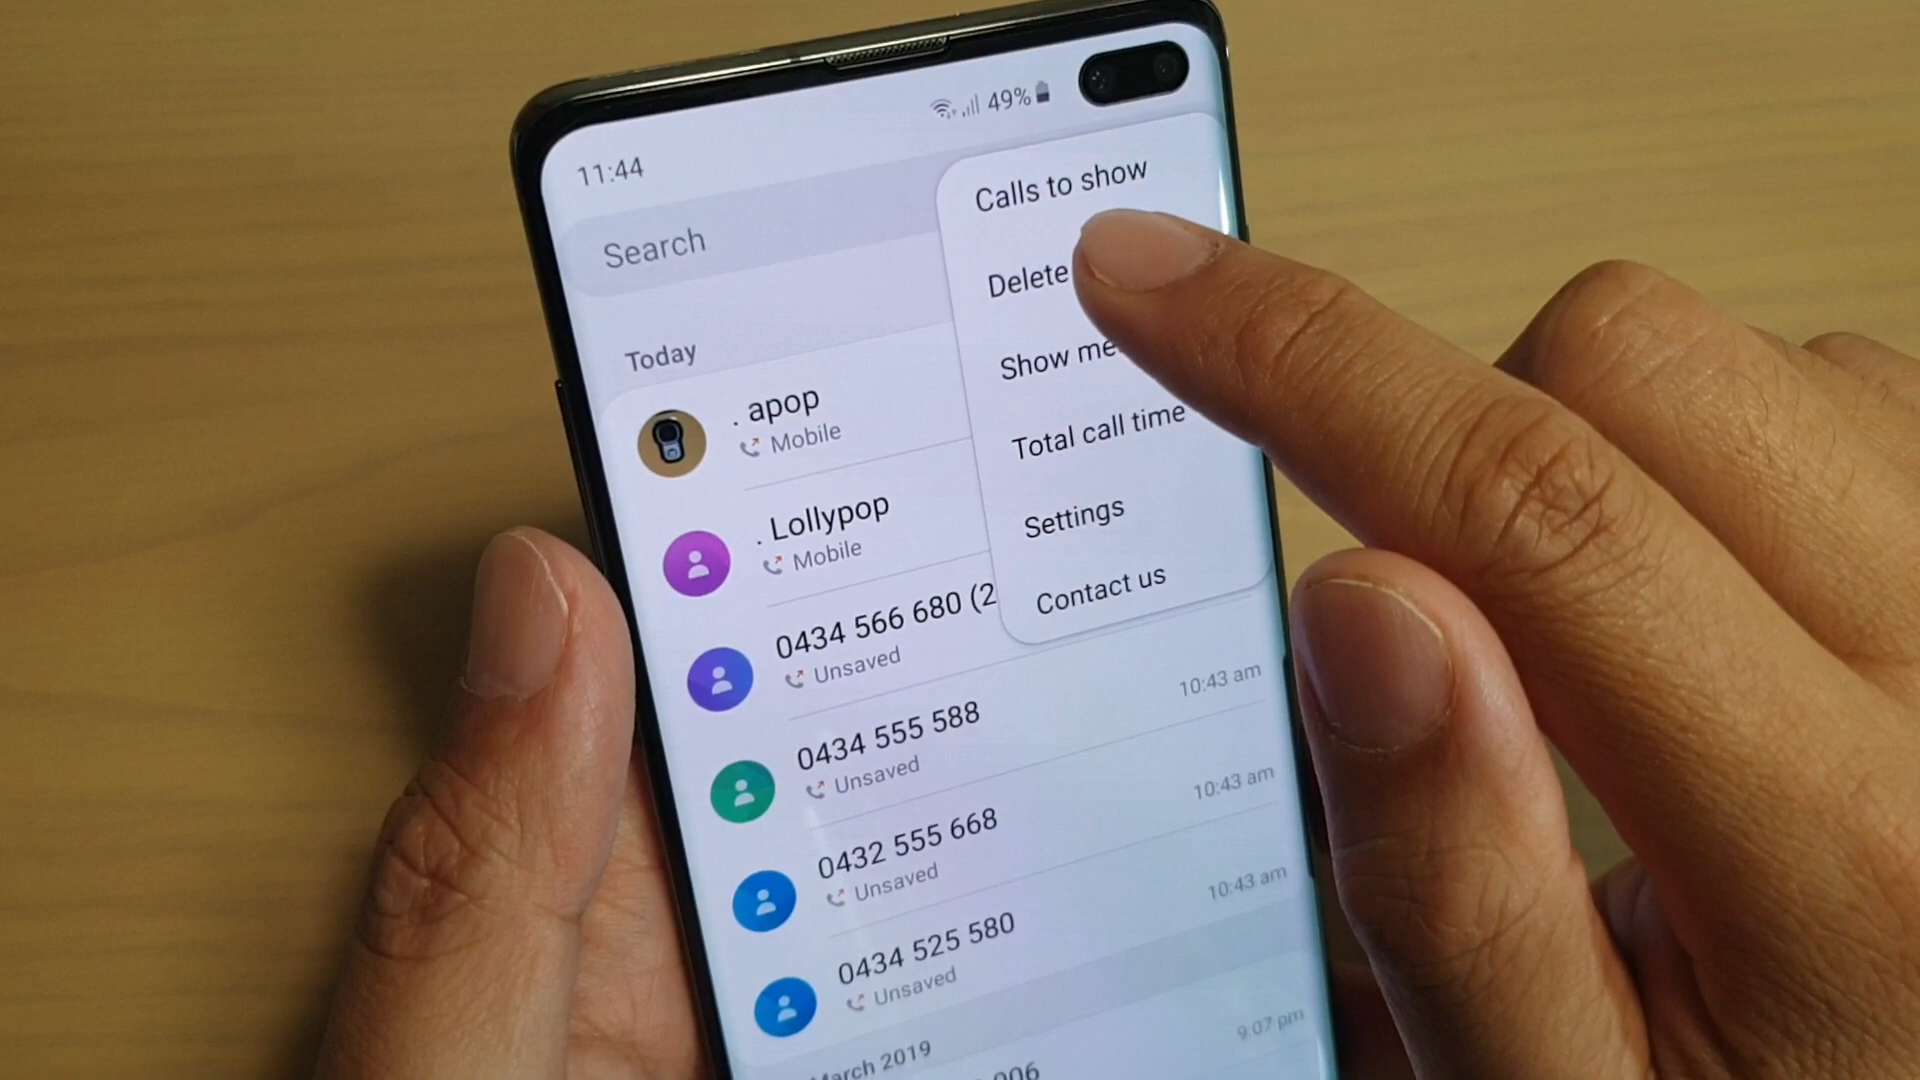 11:44
49%
Search
Calls to show
Delete
Show
Total call time
Settings
Contact us
Today
. apop
Mobile
. Lollypop
Mobile
0434 566 680 (2
Unsaved
0434 555 588
Unsaved
10:43 am
0432 555 668
Unsaved
10:43 am
0434 525 580
Unsaved
10:43 am
March 2019
9:07 pm